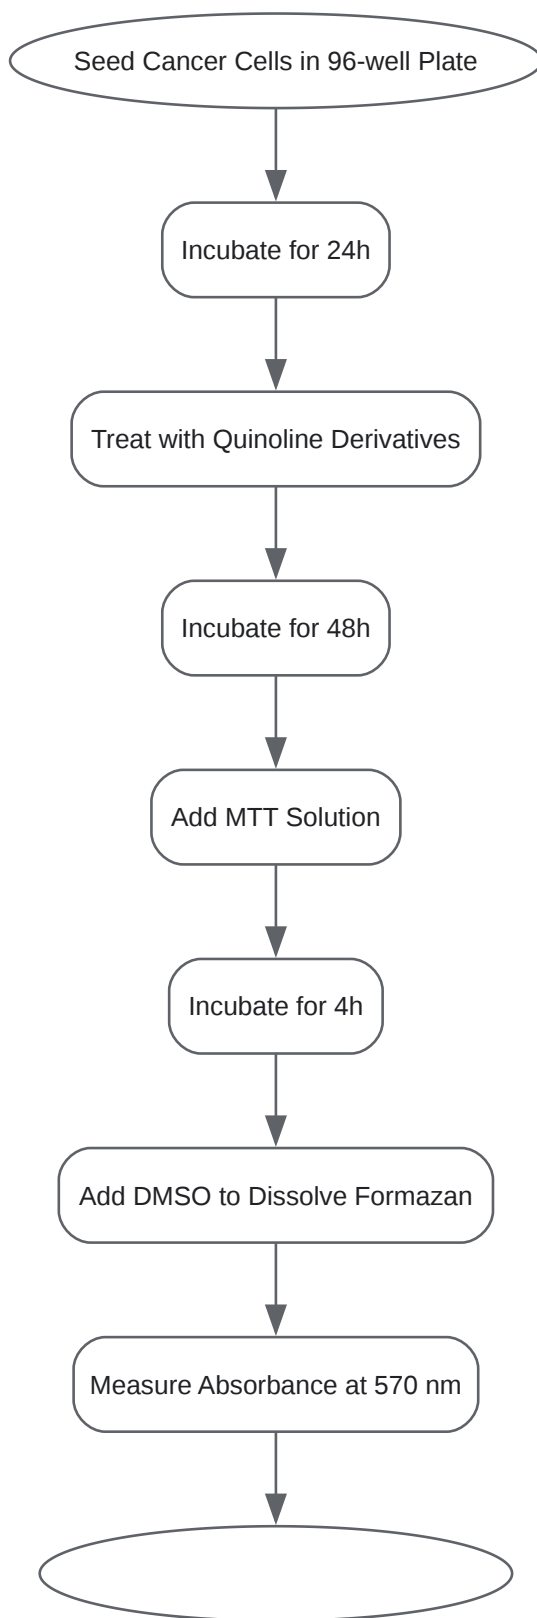 Seed Cancer Cells in 96-well Plate
Incubate for 24h
Treat with Quinoline Derivatives
Incubate for 48h
Add MTT Solution
Incubate for 4h
Add DMSO to Dissolve Formazan
Measure Absorbance at 570 nm